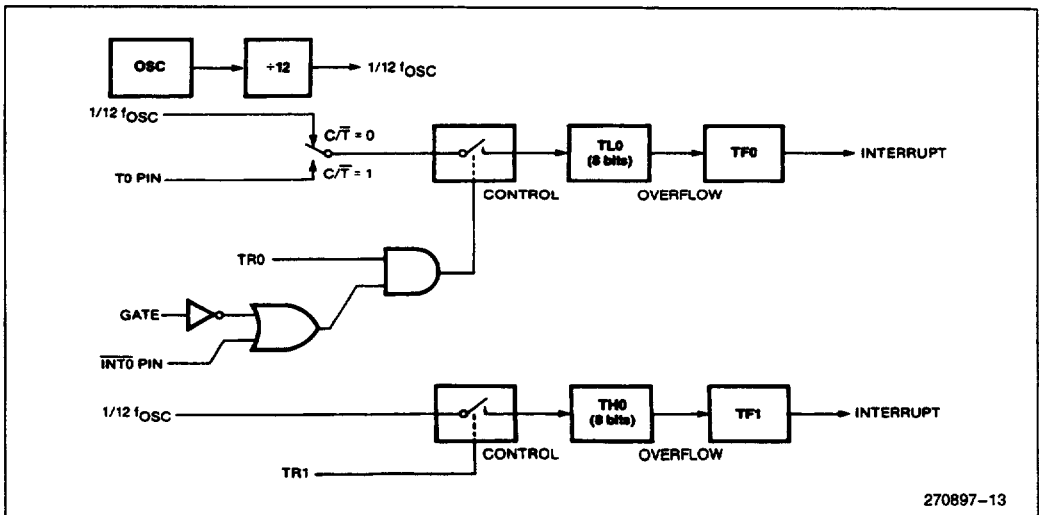 OSC
÷12
1/12 fOSC
1/12 fOSC
C/T̅ = 0
T0 PIN
C/T̅ = 1
CONTROL
TL0
(8 bits)
OVERFLOW
TF0
INTERRUPT
TR0
GATE
I̅N̅T̅0̅ PIN
1/12 fOSC
TR1
CONTROL
TH0
(8 bits)
OVERFLOW
TF1
INTERRUPT
270897–13